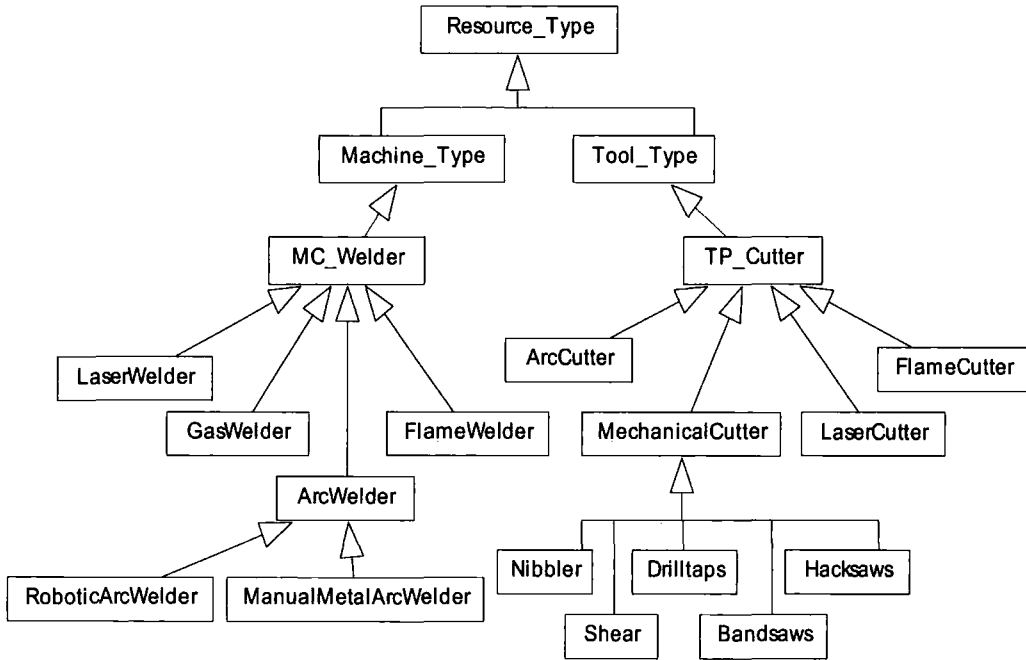 Resource_Type
Machine_Type
Tool_Type
MC_Welder
TP_Cutter
LaserWelder
GasWelder
FlameWelder
ArcCutter
FlameCutter
MechanicalCutter
LaserCutter
ArcWelder
RoboticArcWelder
ManualMetalArcWelder
Nibbler
Drilltaps
Hacksaws
Shear
Bandsaws